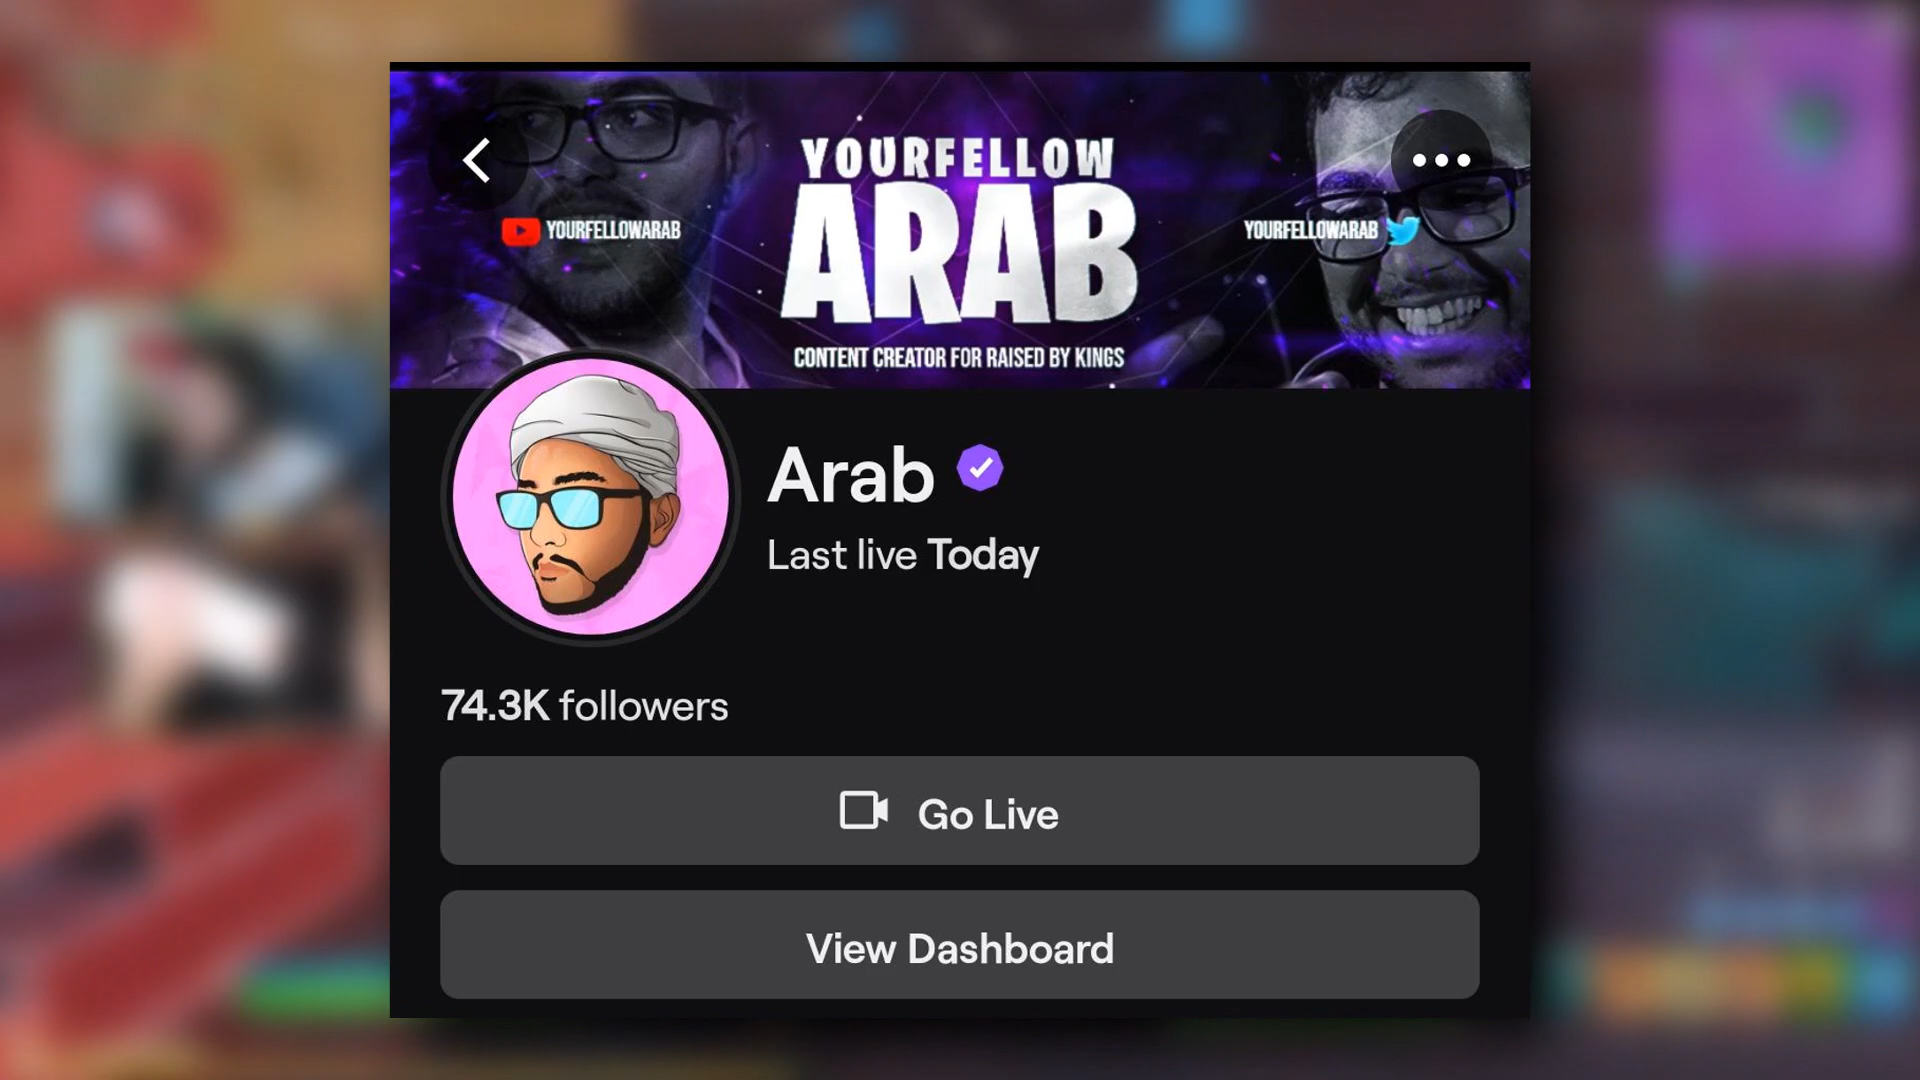 YOURFELLOW
ARAB
YOURFELLOWARAB
YOURFELLOWARAB
CONTENT CREATOR FOR RAISED BY KINGS
Arab
Last live Today
74.3K followers
Go Live
View Dashboard